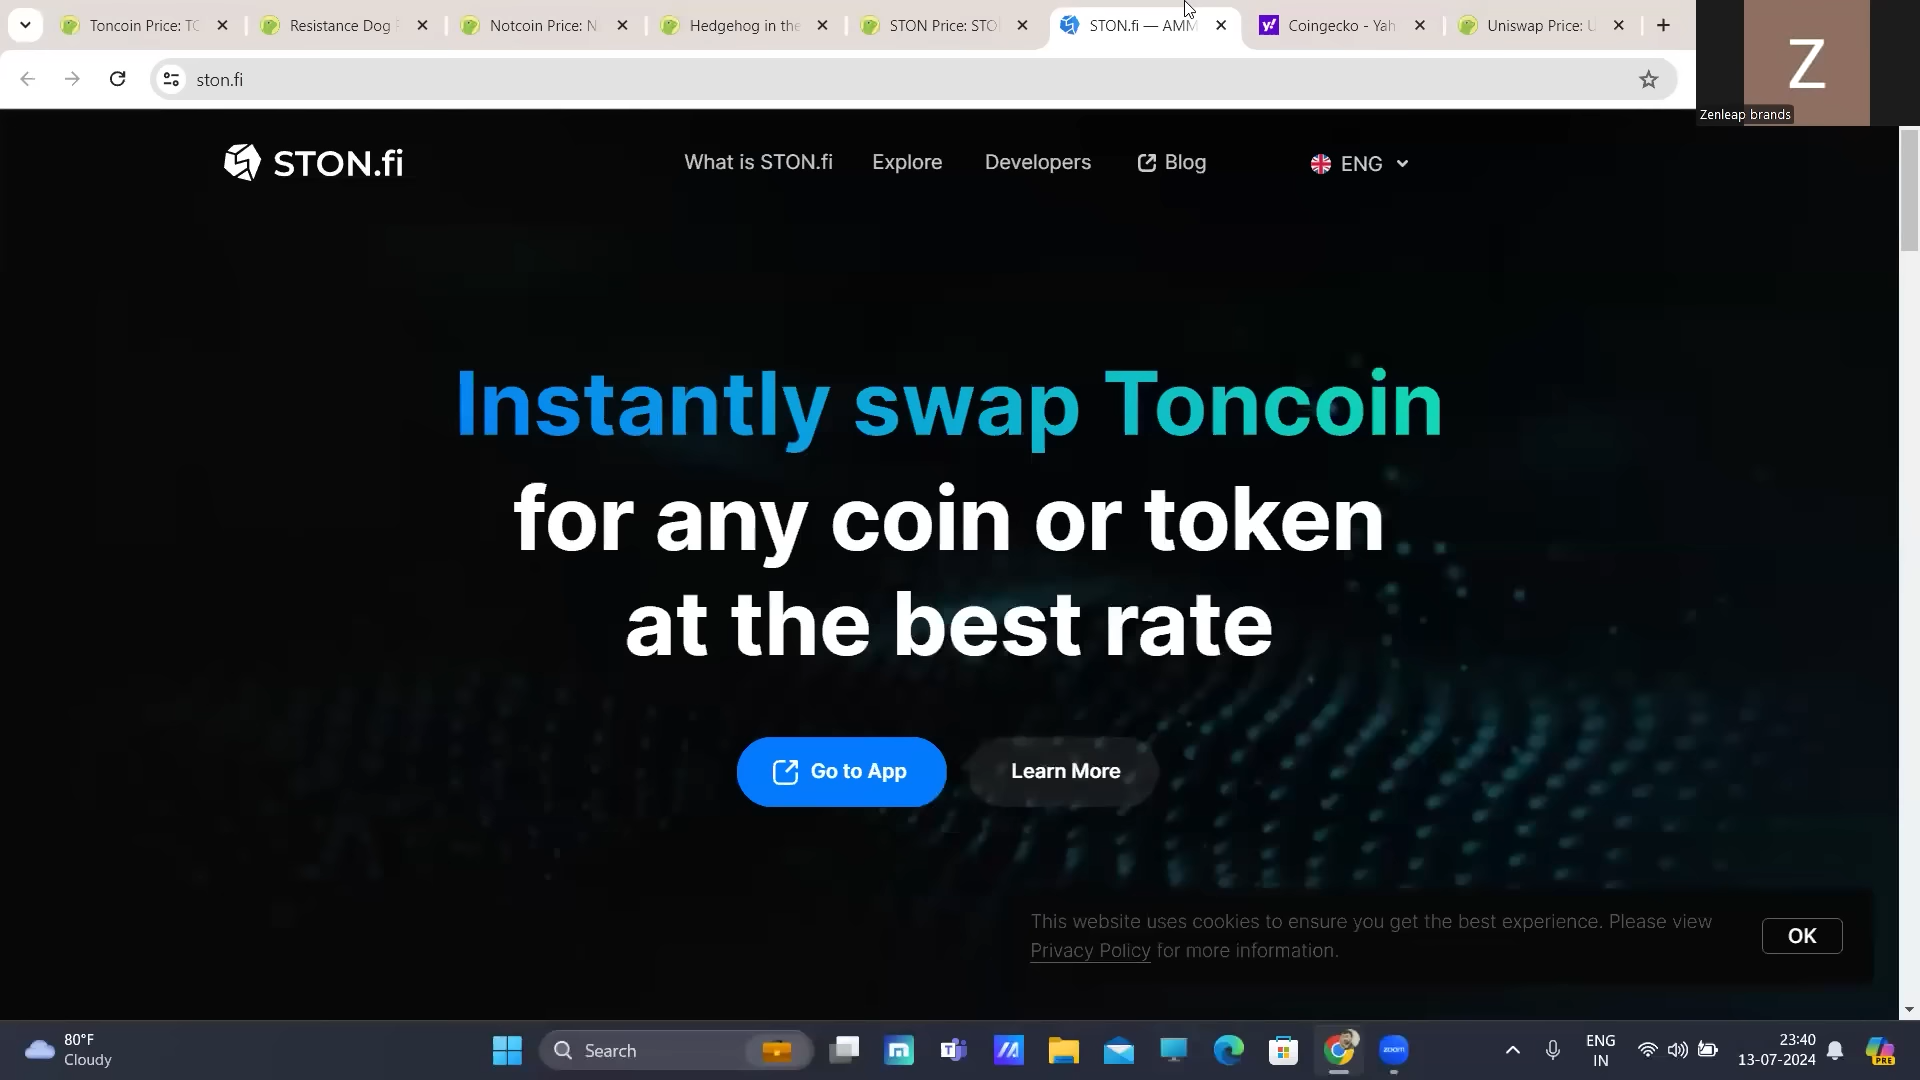 Toncoin Price: TO
Resistance Dog
Notcoin Price: N
Hedgehog in the
STON Price: STO
STON.fi — AMM
Coingecko - Yah
Uniswap Price: U
ston.fi
Z
Zenleap brands
STON.fi
What is STON.fi
Explore
Developers
Blog
ENG
Instantly swap Toncoin
for any coin or token
at the best rate
Go to App
Learn More
This website uses cookies to ensure you get the best experience. Please view
Privacy Policy for more information.
OK
80°F
Cloudy
Search
zoom
ENG
IN
23:40
13-07-2024
PRE